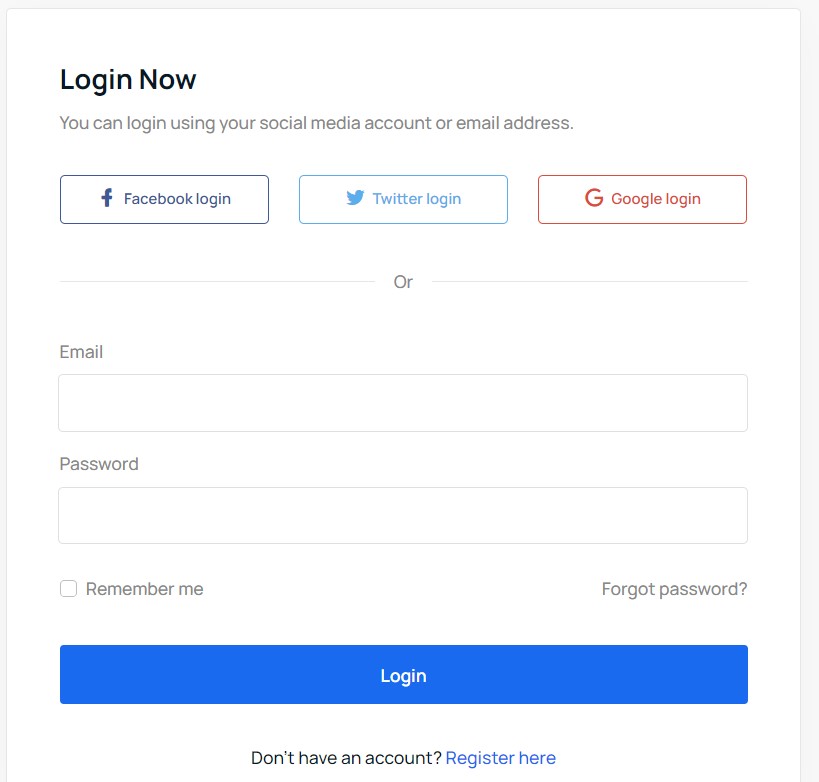 Login Now
You can login using your social media account or email address.
Facebook login Twitter login Google login
Or
Email
Password
Remember me Forgot password?
Login
Don't have an account? Register here